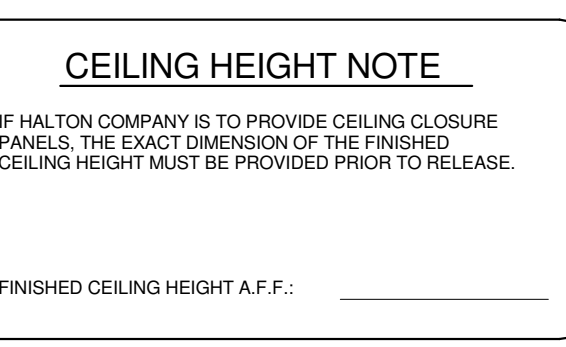 CEILING HEIGHT NOTE
IF HALTON COMPANY IS TO PROVIDE CEILING CLOSURE
PANELS, THE EXACT DIMENSION OF THE FINISHED
CEILING HEIGHT MUST BE PROVIDED PRIOR TO RELEASE.
FINISHED CEILING HEIGHT A.F.F.: